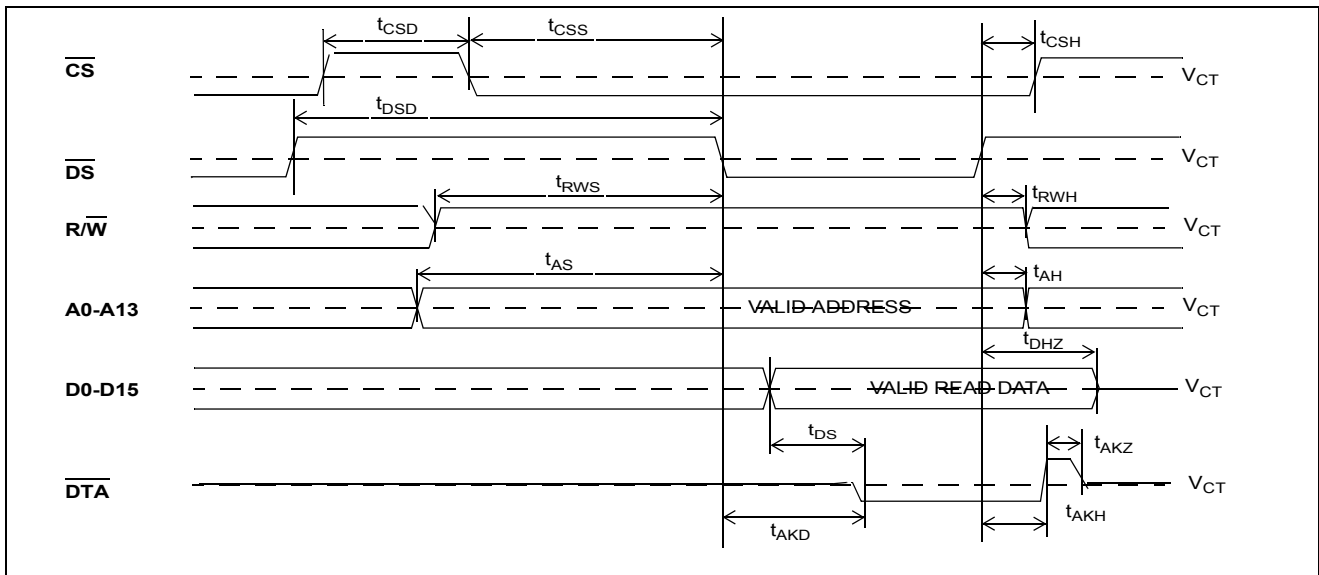 tCSD
tCSS
tCSH
CS
VCT
tDSD
DS
VCT
tRWS
tRWH
R/W
VCT
tAS
tAH
A0-A13
VALID ADDRESS
VCT
tDHZ
D0-D15
VALID READ DATA
VCT
tDS
tAKZ
DTA
VCT
tAKD
tAKH